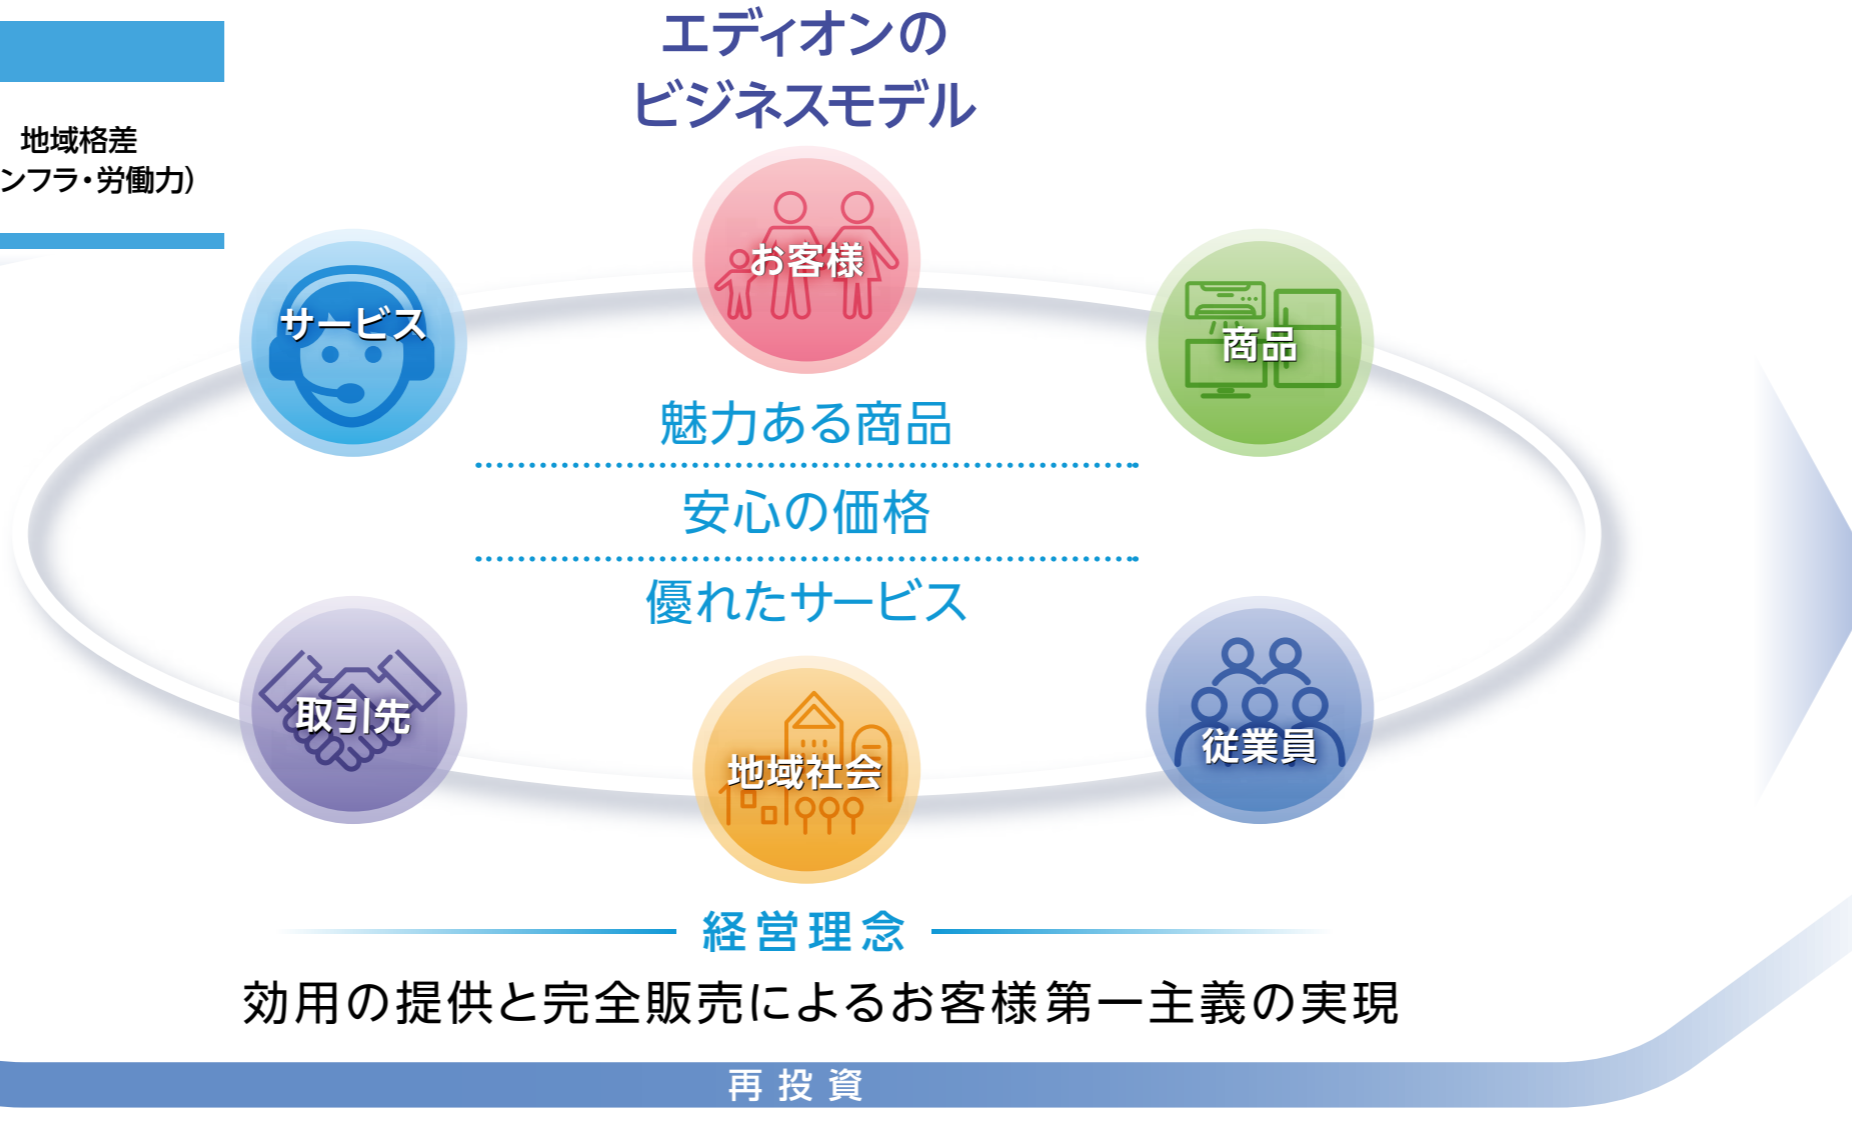 エディオンの
ビジネスモデル
地域格差
ンフラ・労働力）
お客様
サービス
商品
魅力ある商品
安心の価格
優れたサービス
取引先
地域社会
従業員
経営理念
効用の提供と完全販売によるお客様第一主義の実現
再投資